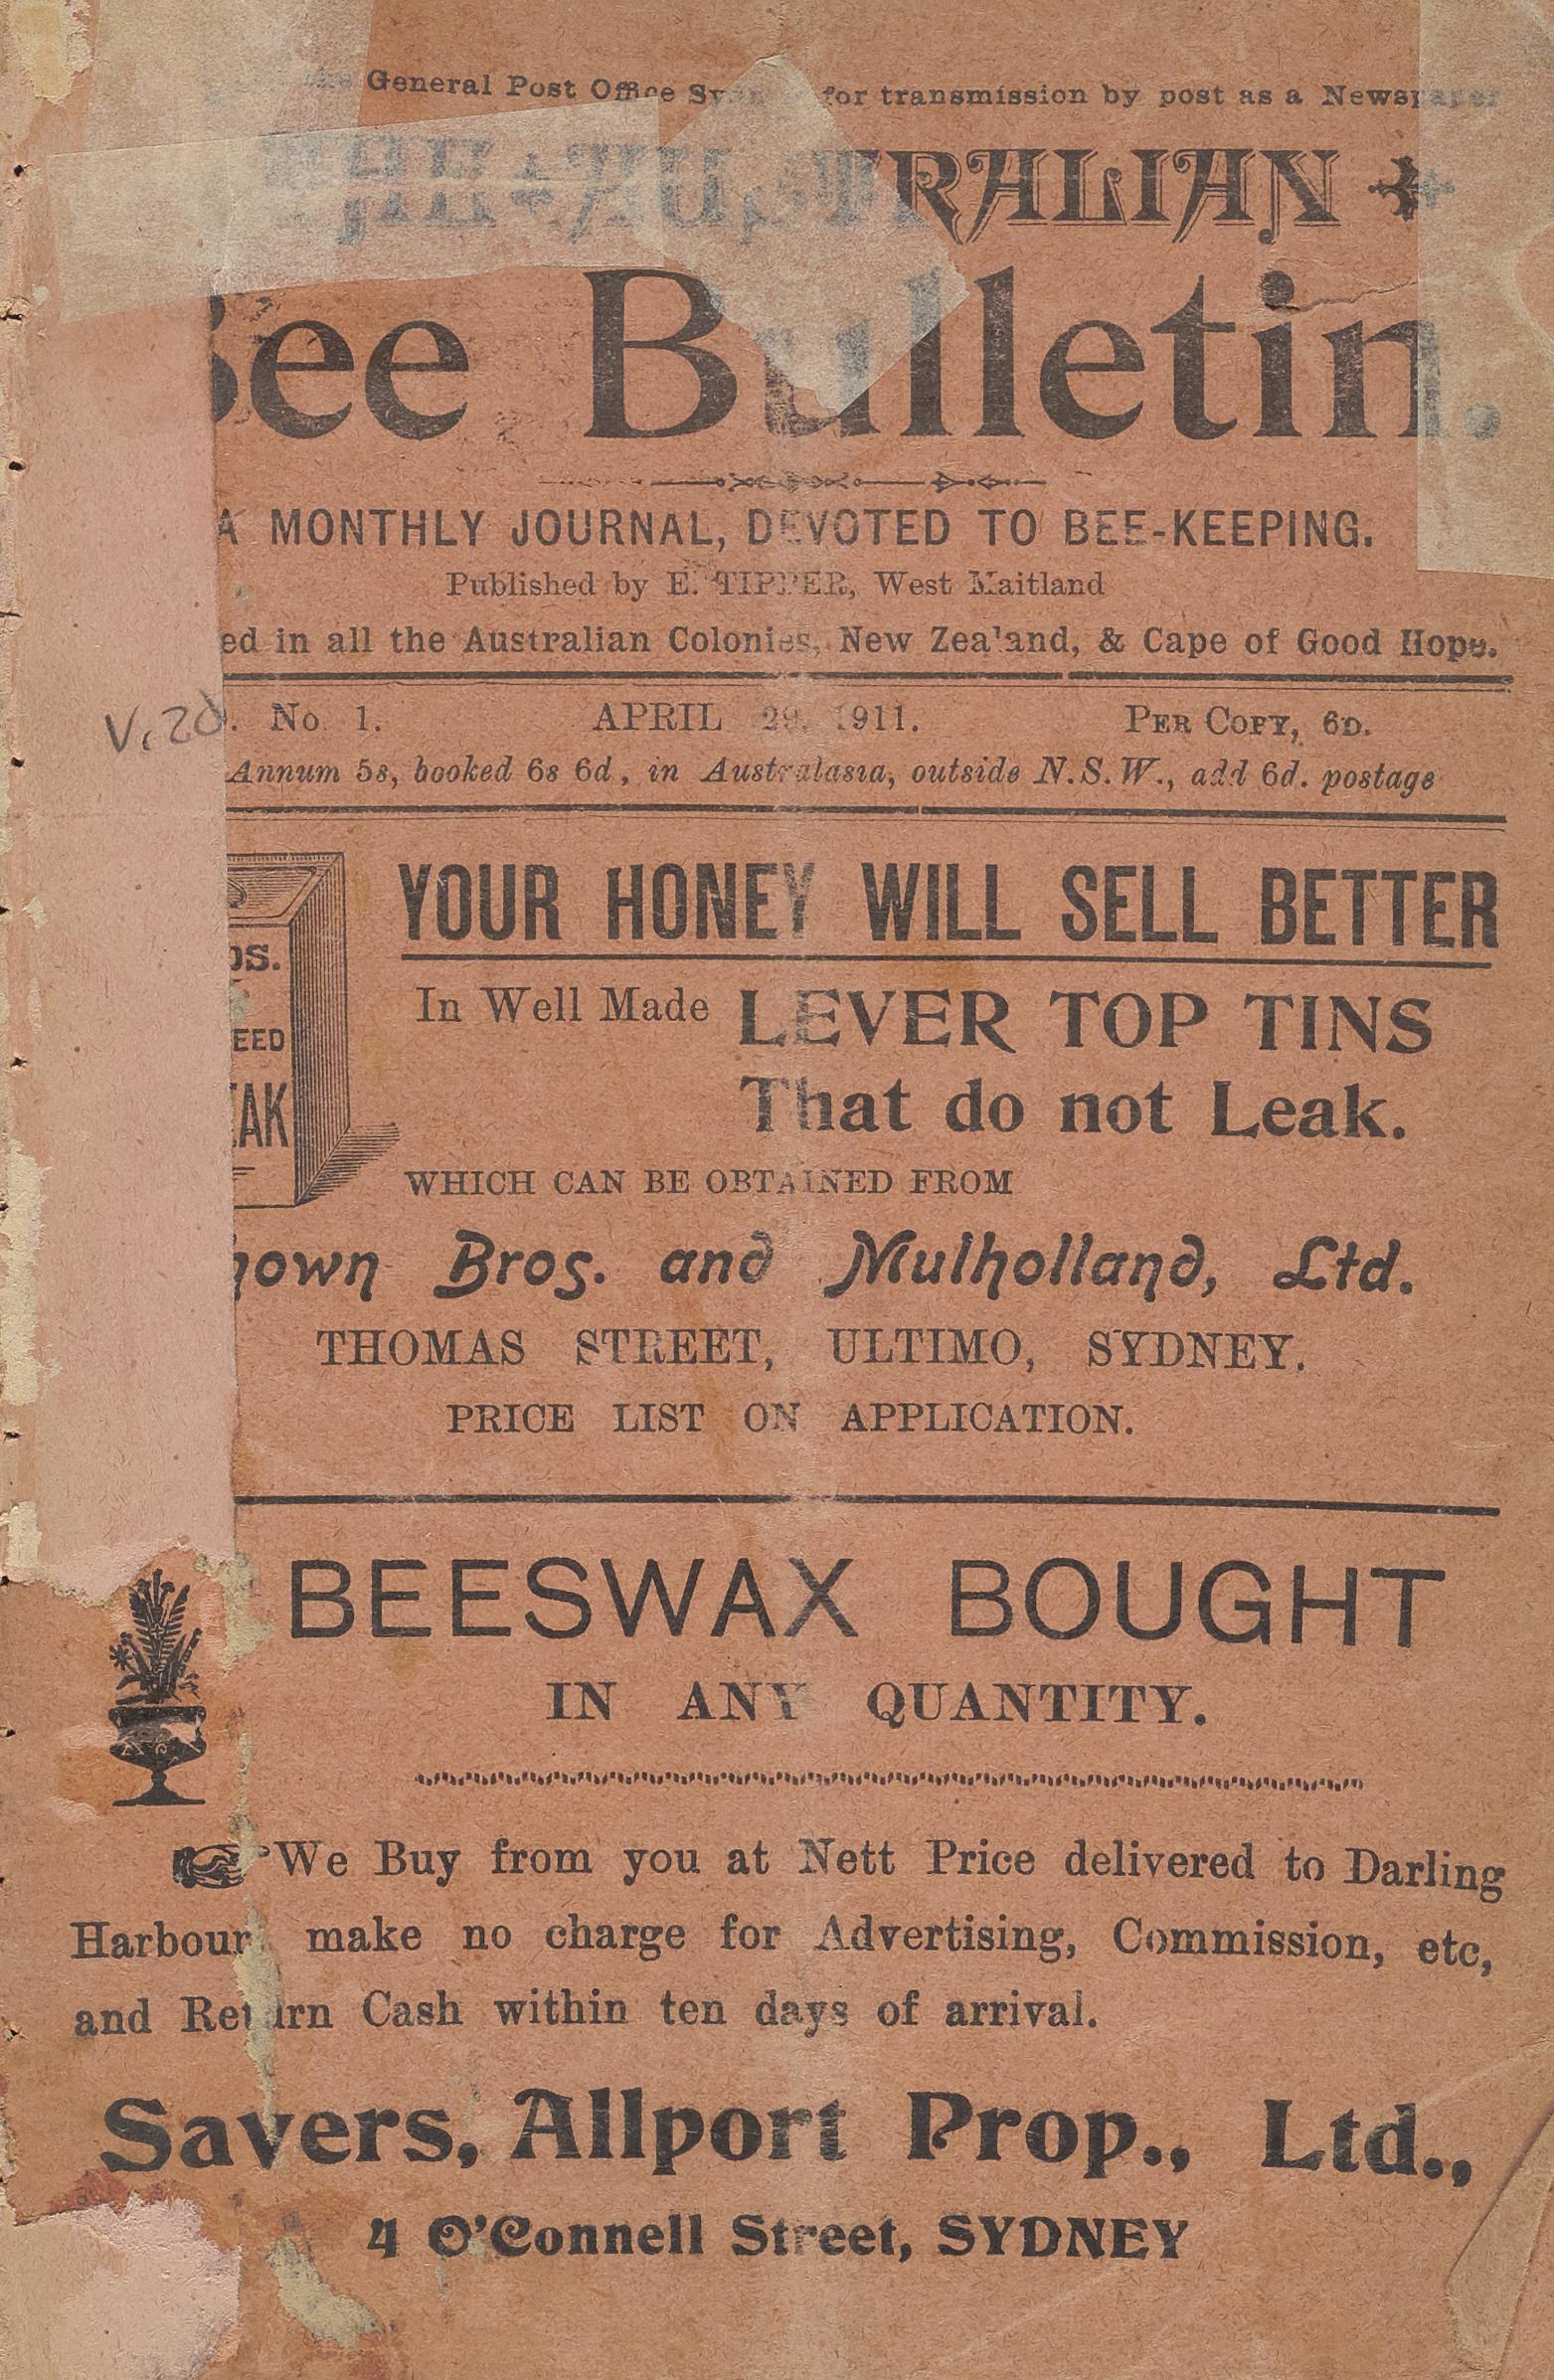 the General Post Office Sydney for transmission by post as a Newspaper
THE AUSTRALIAN
Bee Bulletin.
A MONTHLY JOURNAL, DEVOTED TO BEE-KEEPING.
Published by E. TIPPER, West Maitland
ed in all the Australian Colonies, New Zealand, & Cape of Good Hope.
V. 20. No. 1. APRIL 29, 1911. PER COPY, 6D.
Annum 5s, booked 6s 6d, in Australasia, outside N.S.W., add 6d. postage
YOUR HONEY WILL SELL BETTER
In Well Made LEVER TOP TINS
That do not Leak.
WHICH CAN BE OBTAINED FROM
own Bros. and Mulholland, Ltd.
THOMAS STREET, ULTIMO, SYDNEY.
PRICE LIST ON APPLICATION.
BEESWAX BOUGHT
IN ANY QUANTITY.
We Buy from you at Nett Price delivered to Darling
Harbour make no charge for Advertising, Commission, etc,
and Return Cash within ten days of arrival.
Savers, Allport Prop., Ltd.,
4 O'Connell Street, SYDNEY